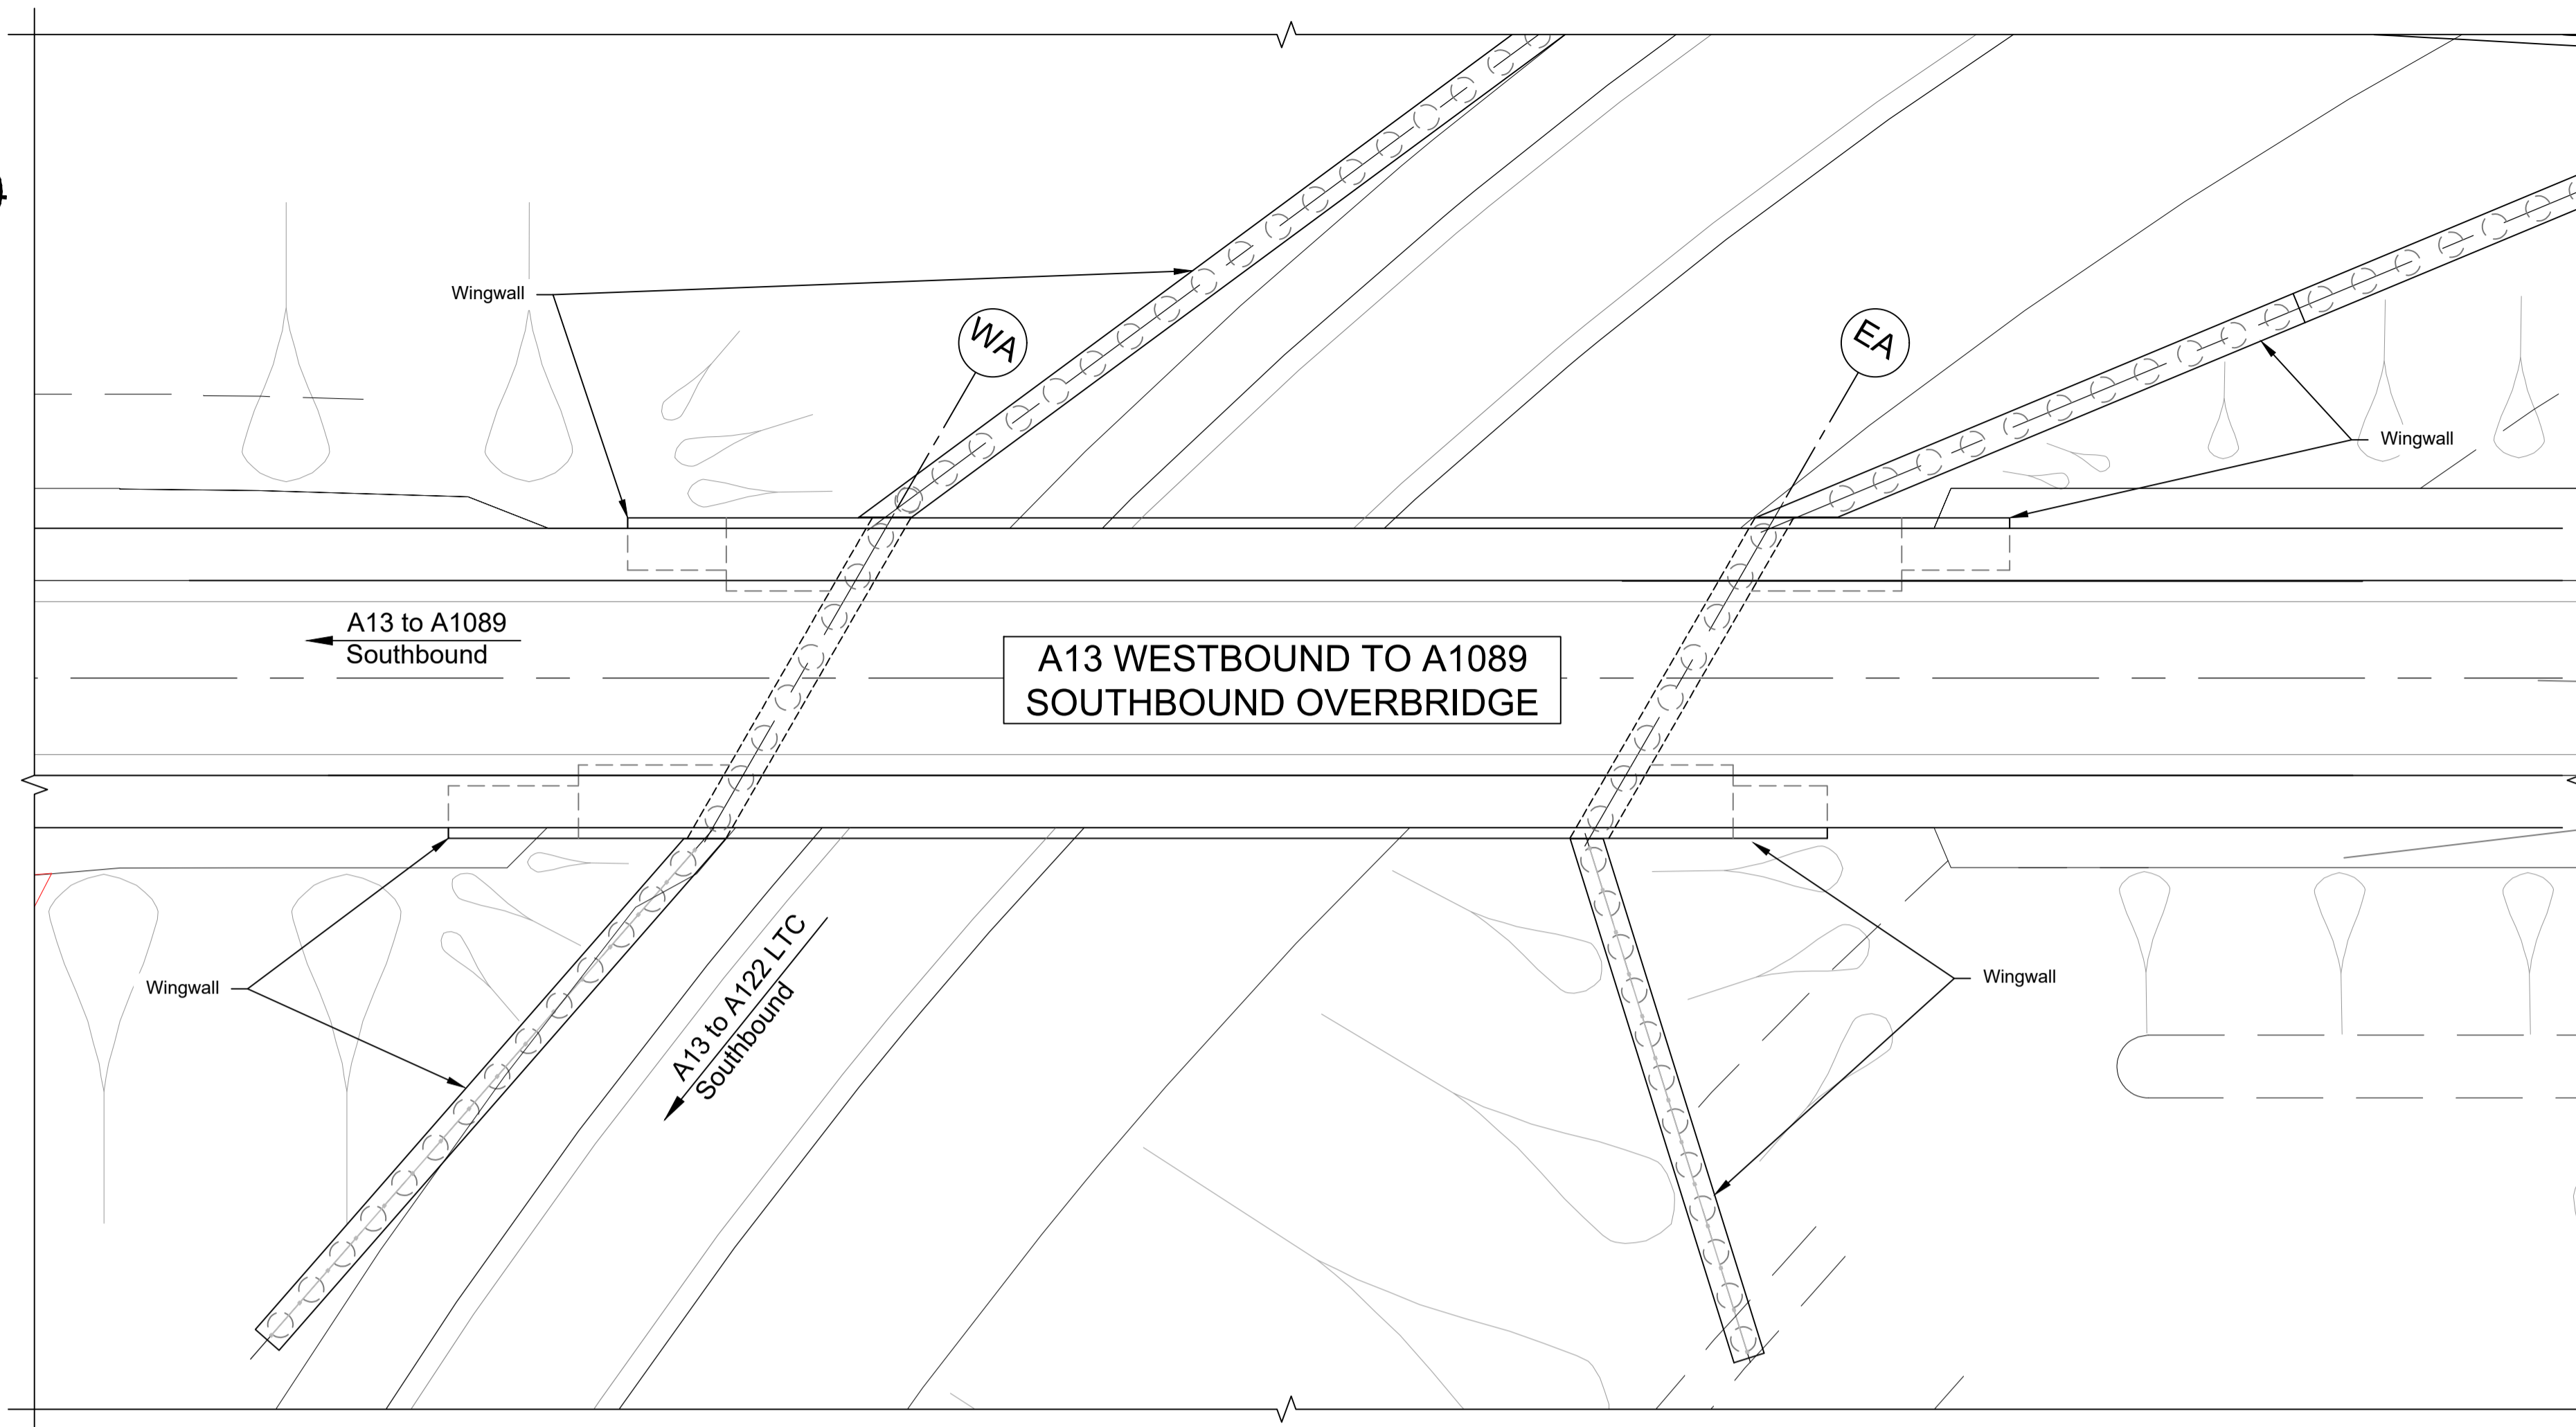 Wingwall
WA
EA
Wingwall
A13 to A1089
Southbound
A13 WESTBOUND TO A1089
SOUTHBOUND OVERBRIDGE
A13 to A122 LTC
Southbound
Wingwall
Wingwall